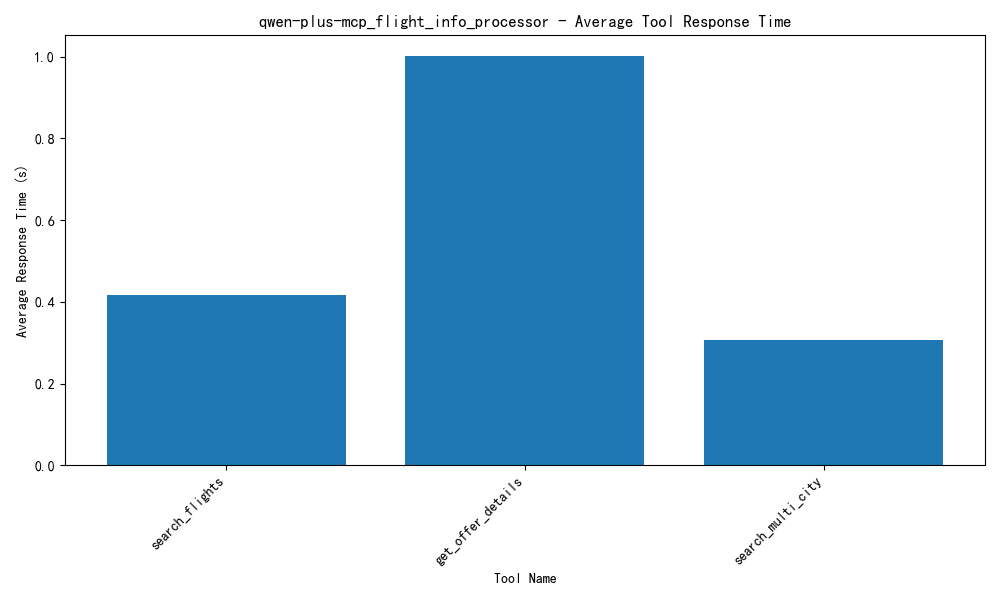 qwen-plus-mcp_flight_info_processor - Average Tool Response Time
Average Response Time (s)
1.0
0.8
0.6
0.4
0.2
0.0
search_flights
get_offer_details
search_multi_city
Tool Name